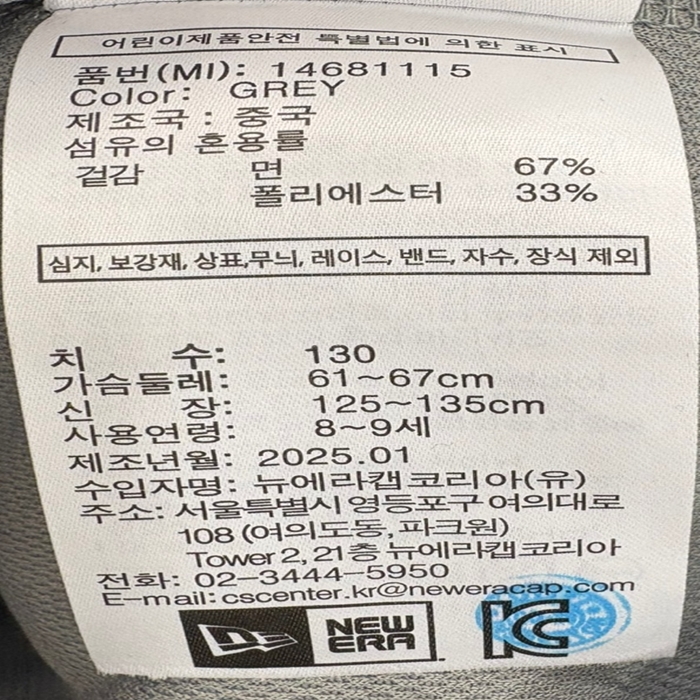 어린이제품안전 특별법에 의한 표시
품번(MI): 14681115
Color: GREY
제조국: 중국
섬유의 혼용률
겉감 면 67%
폴리에스터 33%
심지, 보강재, 상표,무늬, 레이스, 밴드, 자수, 장식 제외
치 수: 130
가슴둘레: 61~67cm
신 장: 125~135cm
사용연령: 8~9세
제조년월: 2025.01
수입자명: 뉴에라캡코리아(유)
주소: 서울특별시 영등포구 여의대로
108 (여의도동, 파크원)
Tower 2, 21층 뉴에라캡코리아
전화: 02-3444-5950
E-mail: cscenter.kr@neweracap.com
NEW ERA
KC